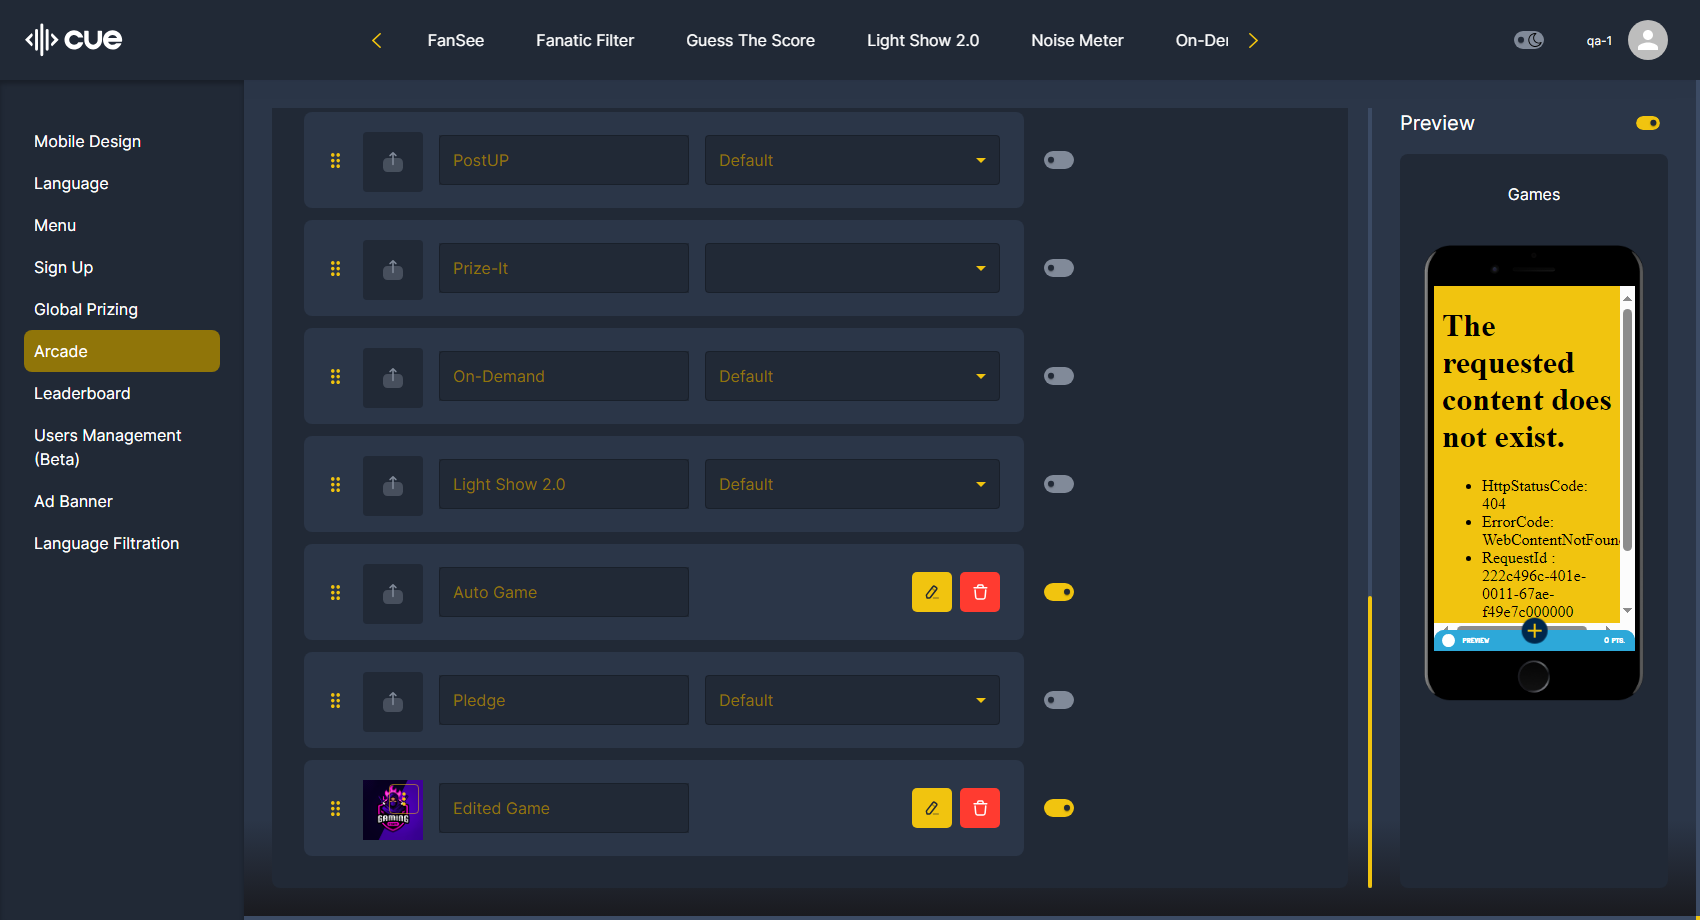 cue
FanSee
Fanatic Filter
Guess The Score
Light Show 2.0
Noise Meter
On-De
qa-1
Mobile Design
Language
Menu
Sign Up
Global Prizing
Arcade
Leaderboard
Users Management
(Beta)
Ad Banner
Language Filtration
PostUP
Default
Prize-It
On-Demand
Default
Light Show 2.0
Default
Auto Game
Pledge
Default
GAMING
Edited Game
Preview
Games
The
requested
content does
not exist.
HttpStatusCode:
404
ErrorCode:
WebContentNotFoun
RequestId :
222c496c-401e-
0011-67ae-
f49e7c000000
PREVIEW
0 PTS.